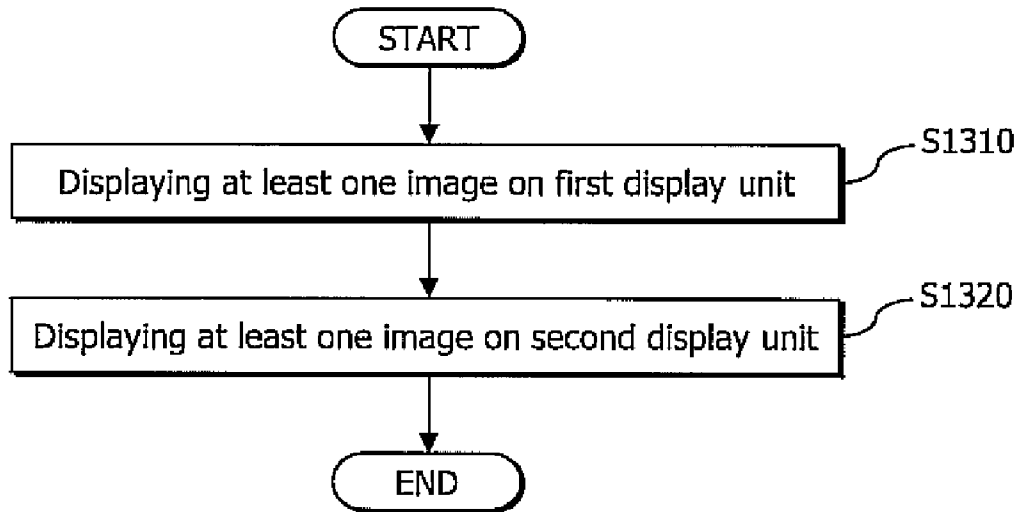 START
Displaying at least one image on first display unit
S1310
Displaying at least one image on second display unit
S1320
END